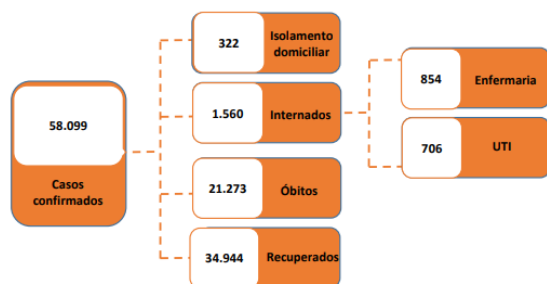 58.099
Casos
confirmados
322
Isolamento
domiciliar
1.560
Internados
21.273
Óbitos
34.944
Recuperados
854
Enfermaria
706
UTI